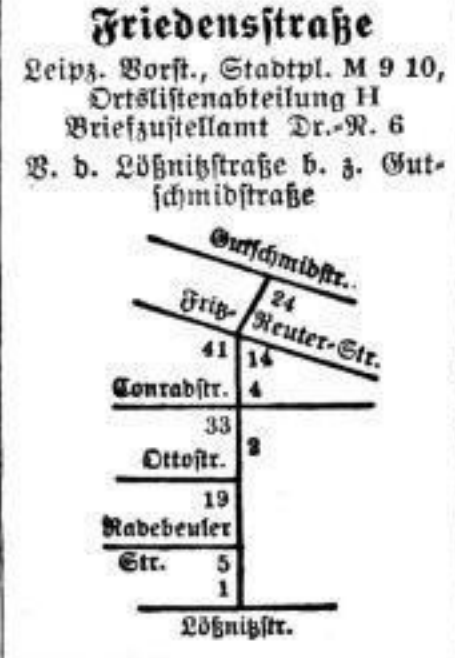 Friedensstraße
Leipz. Vorst., Stadtpl. M 9 10,
Ortslistenabteilung H
Briefzustellamt Dr.-N. 6
V. d. Lößnitzstraße b. z. Gut-
schmidstraße
Gutschmidstr.
24
Fritz-Reuter-Str.
41 14
Conradstr. 4
33
2
Ottostr.
19
Radebeuler
Str. 5
1
Lößnitzstr.